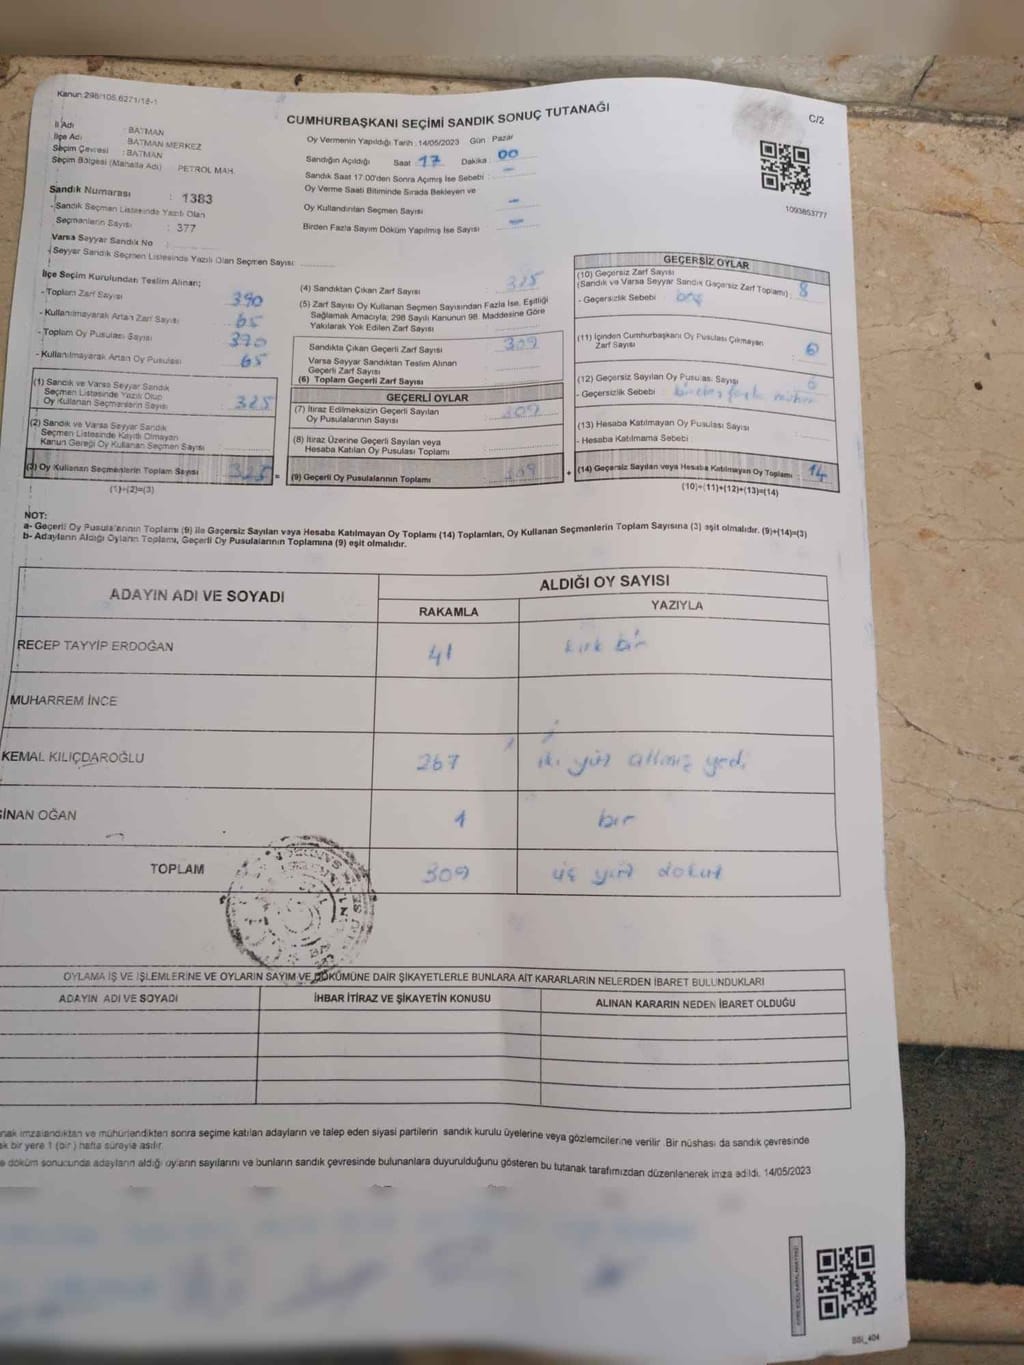 Kanun 298/105,6271/18-1
CUMHURBAŞKANI SEÇİMİ SANDIK SONUÇ TUTANAĞI
C/2
İl Adı : BATMAN
İlçe Adı : BATMAN MERKEZ
Seçim Çevresi : BATMAN
Seçim Bölgesi (Mahalle Adı) PETROL MAH.
Sandık Numarası : 1383
- Sandık Seçmen Listesinde Yazılı Olan
Seçmenlerin Sayısı : 377
Varsa Seyyar Sandık No
- Seyyar Sandık Seçmen Listesinde Yazılı Olan Seçmen Sayısı:
Oy Vermenin Yapıldığı Tarih : 14/05/2023 Gün Pazar
Sandığın Açıldığı Saat : 17 Dakika : 00
Sandık Saat 17.00'den Sonra Açılmış İse Sebebi : -
Oy Verme Saati Bitiminde Sırada Bekleyen ve
Oy Kullandırılan Seçmen Sayısı -
Birden Fazla Sayım Döküm Yapılmış İse Sayısı -
1093853777
İlçe Seçim Kurulundan Teslim Alınan;
- Toplam Zarf Sayısı 390
- Kullanılmayarak Artan Zarf Sayısı 65
- Toplam Oy Pusulası Sayısı 390
- Kullanılmayarak Artan Oy Pusulası 65
(1) Sandık ve Varsa Seyyar Sandık
Seçmen Listesinde Yazılı Olup
Oy Kullanan Seçmenlerin Sayısı 325
(2) Sandık ve Varsa Seyyar Sandık
Seçmen Listesinde Kayıtlı Olmayan
Kanun Gereği Oy Kullanan Seçmen Sayısı
(3) Oy Kullanan Seçmenlerin Toplam Sayısı 325
(1)+(2)=(3)
(4) Sandıktan Çıkan Zarf Sayısı 325
(5) Zarf Sayısı Oy Kullanan Seçmen Sayısından Fazla İse, Eşitliği
Sağlamak Amacıyla; 298 Sayılı Kanunun 98. Maddesine Göre
Yakılarak Yok Edilen Zarf Sayısı
Sandıkta Çıkan Geçerli Zarf Sayısı 309
Varsa Seyyar Sandıktan Teslim Alınan
Geçerli Zarf Sayısı
(6) Toplam Geçerli Zarf Sayısı
GEÇERLİ OYLAR
(7) İtiraz Edilmeksizin Geçerli Sayılan
Oy Pusulalarının Sayısı 309
(8) İtiraz Üzerine Geçerli Sayılan veya
Hesaba Katılan Oy Pusulası Toplamı
(9) Geçerli Oy Pusulalarının Toplamı 309
GEÇERSİZ OYLAR
(10) Geçersiz Zarf Sayısı
(Sandık ve Varsa Seyyar Sandık Geçersiz Zarf Toplamı) : 8
- Geçersizlik Sebebi : boş
(11) İçinden Cumhurbaşkanı Oy Pusulası Çıkmayan
Zarf Sayısı
(12) Geçersiz Sayılan Oy Pusulası Sayısı
- Geçersizlik Sebebi : birden fazla mühür
(13) Hesaba Katılmayan Oy Pusulası Sayısı
- Hesaba Katılmama Sebebi
(14) Geçersiz Sayılan veya Hesaba Katılmayan Oy Toplamı 14
(10)+(11)+(12)+(13)=(14)
NOT:
a- Geçerli Oy Pusulalarının Toplamı (9) ile Geçersiz Sayılan veya Hesaba Katılmayan Oy Toplamı (14) Toplamları, Oy Kullanan Seçmenlerin Toplam Sayısına (3) eşit olmalıdır. (9)+(14)=(3)
b- Adayların Aldığı Oyların Toplamı, Geçerli Oy Pusulalarının Toplamına (9) eşit olmalıdır.
ADAYIN ADI VE SOYADI ALDIĞI OY SAYISI
RAKAMLA YAZIYLA
RECEP TAYYİP ERDOĞAN 41 kırk bir
MUHARREM İNCE
KEMAL KILIÇDAROĞLU 267 iki yüz altmış yedi
SİNAN OĞAN 1 bir
TOPLAM 309 üç yüz dokuz
OYLAMA İŞ VE İŞLEMLERİNE VE OYLARIN SAYIM VE DÖKÜMÜNE DAİR ŞİKAYETLERLE BUNLARA AİT KARARLARIN NELERDEN İBARET BULUNDUKLARI
ADAYIN ADI VE SOYADI İHBAR İTİRAZ VE ŞİKAYETİN KONUSU ALINAN KARARIN NEDEN İBARET OLDUĞU
nak imzalandıktan ve mühürlendikten sonra seçime katılan adayların ve talep eden siyasi partilerin sandık kurulu üyelerine veya gözlemcilerine verilir .Bir nüshası da sandık çevresinde
k bir yere 1 (bir) hafta süreyle asılır.
döküm sonucunda adayların aldığı oyların sayılarını ve bunların sandık çevresinde bulunanlara duyurulduğunu gösteren bu tutanak tarafımızdan düzenlenerek imza edildi. 14/05/2023
BSI_404